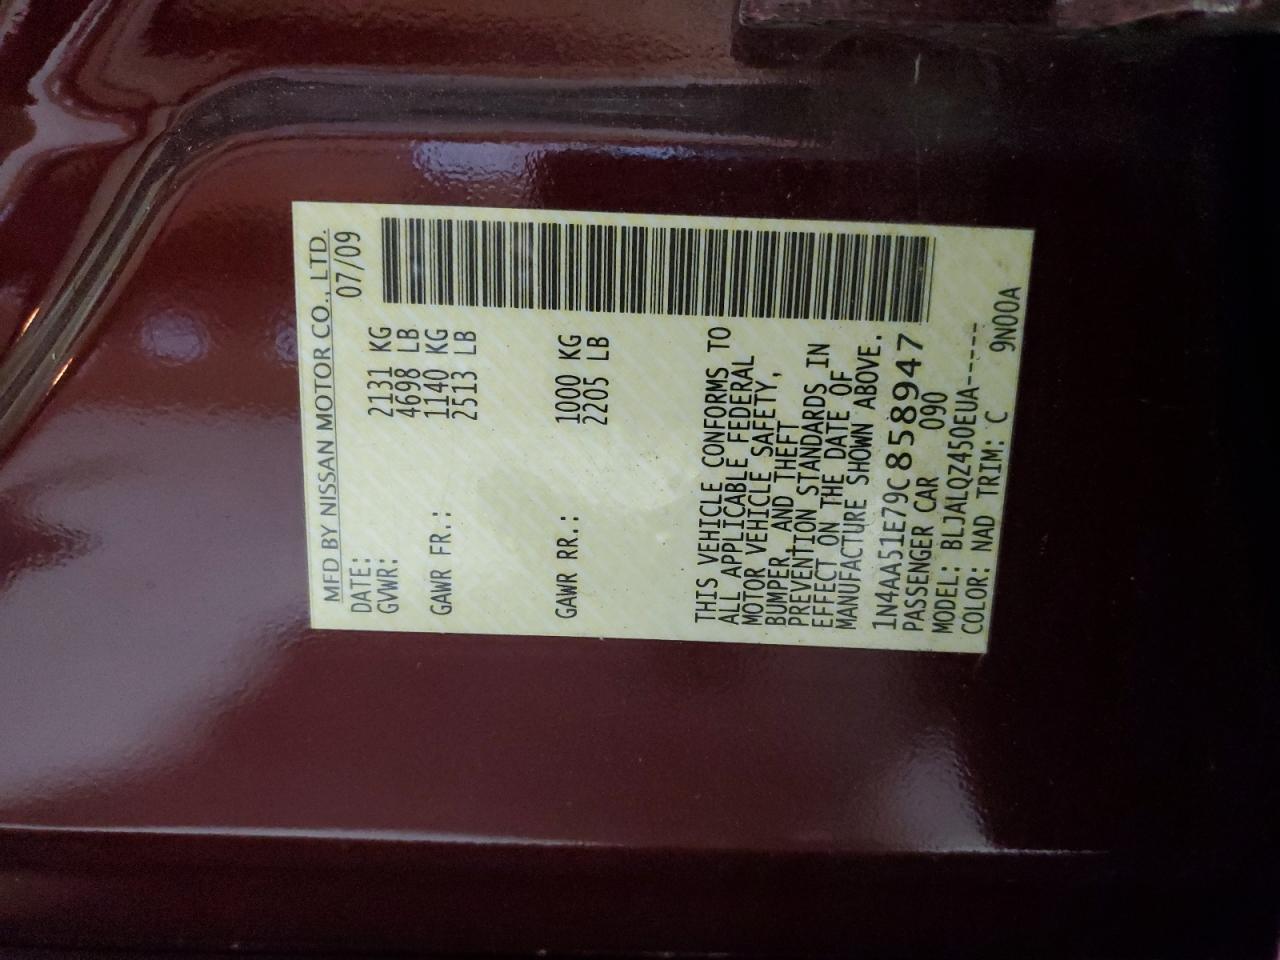 MFD BY NISSAN MOTOR CO., LTD.
DATE: 07/09
GVWR: 2131 KG
4698 LB
GAWR FR.: 1140 KG
2513 LB
GAWR RR.: 1000 KG
2205 LB
THIS VEHICLE CONFORMS TO
ALL APPLICABLE FEDERAL
MOTOR VEHICLE SAFETY,
BUMPER, AND THEFT
PREVENTION STANDARDS IN
EFFECT ON THE DATE OF
MANUFACTURE SHOWN ABOVE.
1N4AA51E79C858947
PASSENGER CAR 090
MODEL: BLJALQZ450EUA-----
COLOR: NAD TRIM: C 9N00A